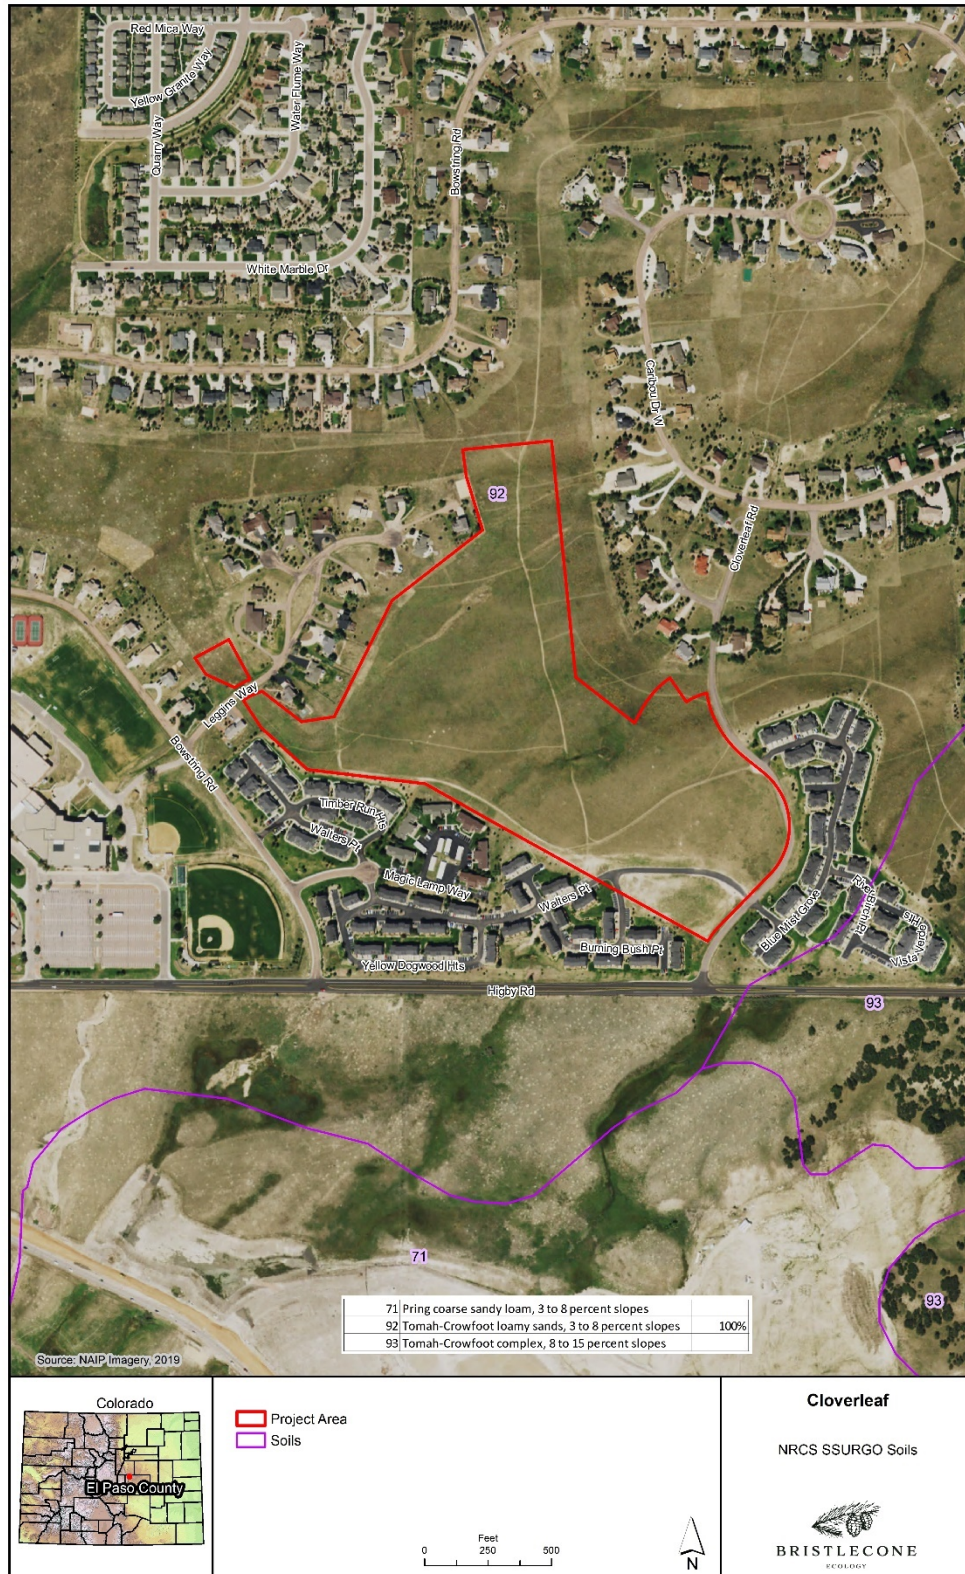 Red Mica Way
Yellow Granite Way
Water Flume Way
Quarry Way
Bowstring Rd
White Marble Dr
Caribou Dr W
92
Cloverleaf Rd
Leggins Way
Bowstring Rd
Timber Run Hts
Walters Pt
Magic Lamp Way
Walters Pt
River Birch Pt
Blue Mist Grove
Vista Verde Hts
Burning Bush Pt
Yellow Dogwood Hts
Higby Rd
93
71
93
71 Pring coarse sandy loam, 3 to 8 percent slopes
92 Tomah-Crowfoot loamy sands, 3 to 8 percent slopes 100%
93 Tomah-Crowfoot complex, 8 to 15 percent slopes
Source: NAIP Imagery, 2019
Colorado
El Paso County
Project Area
Soils
Feet
0 250 500
N
Cloverleaf
NRCS SSURGO Soils
BRISTLECONE
ECOLOGY